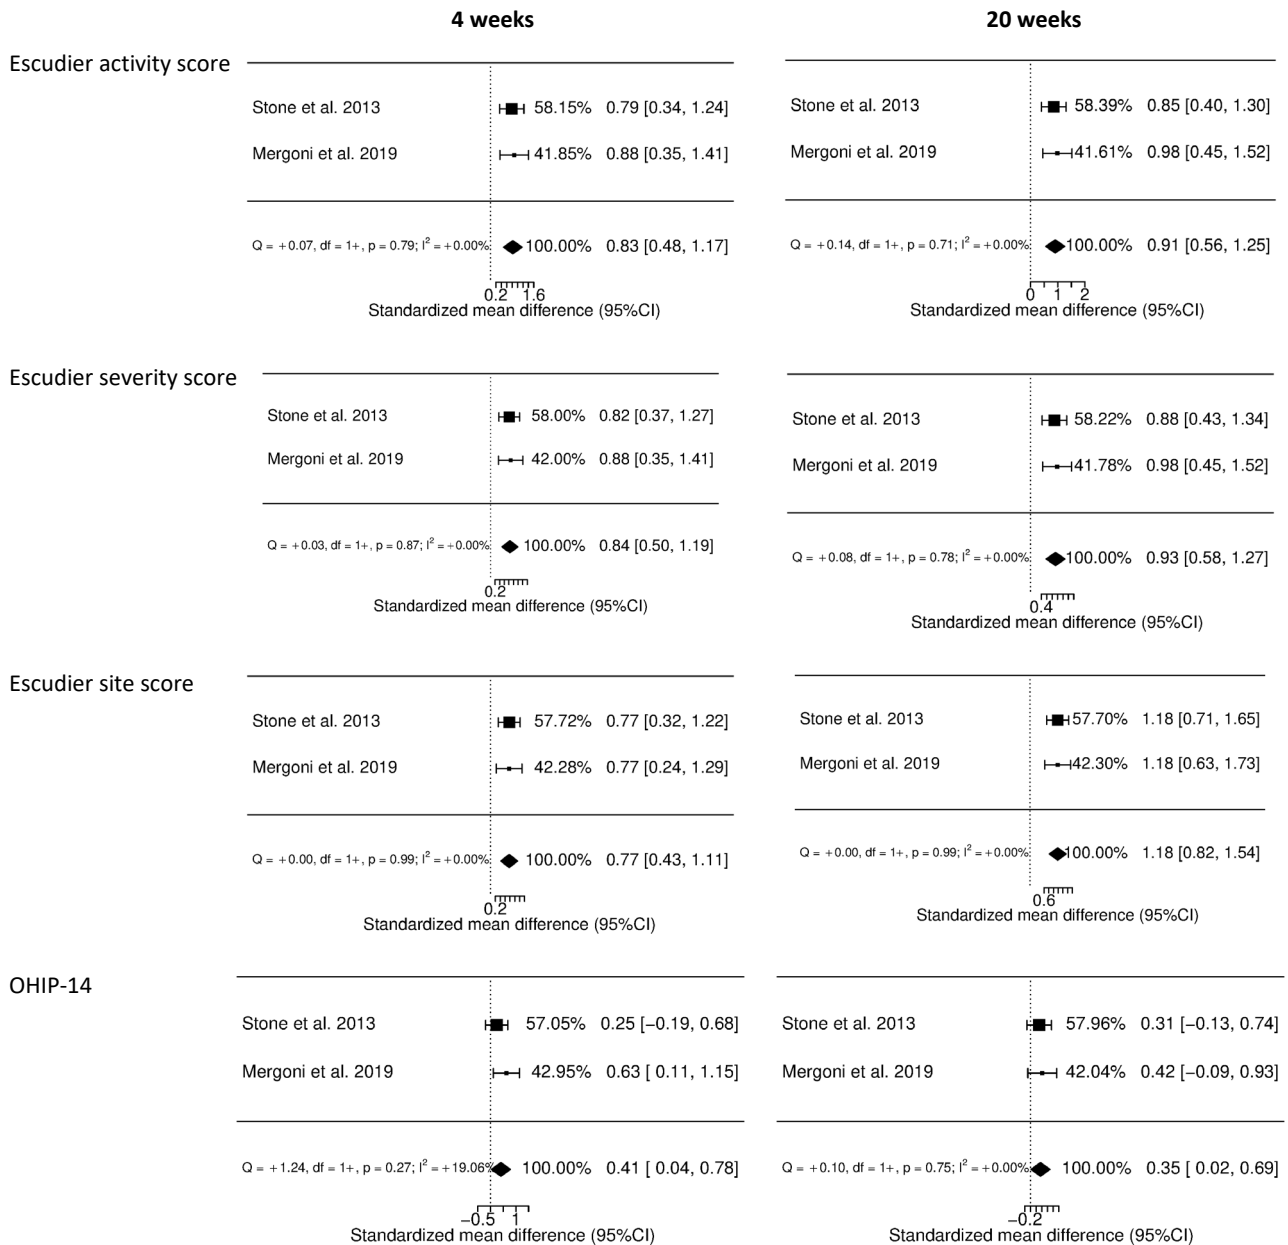 4 weeks
20 weeks
Escudier activity score
Stone et al. 2013 58.15% 0.79 [0.34, 1.24]
Mergoni et al. 2019 41.85% 0.88 [0.35, 1.41]
Q = +0.07, df = 1+, p = 0.79; I² = +0.00% 100.00% 0.83 [0.48, 1.17]
0.2 1.6
Standardized mean difference (95%CI)
Stone et al. 2013 58.39% 0.85 [0.40, 1.30]
Mergoni et al. 2019 41.61% 0.98 [0.45, 1.52]
Q = +0.14, df = 1+, p = 0.71; I² = +0.00% 100.00% 0.91 [0.56, 1.25]
0 1 2
Standardized mean difference (95%CI)
Escudier severity score
Stone et al. 2013 58.00% 0.82 [0.37, 1.27]
Mergoni et al. 2019 42.00% 0.88 [0.35, 1.41]
Q = +0.03, df = 1+, p = 0.87; I² = +0.00% 100.00% 0.84 [0.50, 1.19]
0.2
Standardized mean difference (95%CI)
Stone et al. 2013 58.22% 0.88 [0.43, 1.34]
Mergoni et al. 2019 41.78% 0.98 [0.45, 1.52]
Q = +0.08, df = 1+, p = 0.78; I² = +0.00% 100.00% 0.93 [0.58, 1.27]
0.4
Standardized mean difference (95%CI)
Escudier site score
Stone et al. 2013 57.72% 0.77 [0.32, 1.22]
Mergoni et al. 2019 42.28% 0.77 [0.24, 1.29]
Q = +0.00, df = 1+, p = 0.99; I² = +0.00% 100.00% 0.77 [0.43, 1.11]
0.2
Standardized mean difference (95%CI)
Stone et al. 2013 57.70% 1.18 [0.71, 1.65]
Mergoni et al. 2019 42.30% 1.18 [0.63, 1.73]
Q = +0.00, df = 1+, p = 0.99; I² = +0.00% 100.00% 1.18 [0.82, 1.54]
0.6
Standardized mean difference (95%CI)
OHIP-14
Stone et al. 2013 57.05% 0.25 [−0.19, 0.68]
Mergoni et al. 2019 42.95% 0.63 [ 0.11, 1.15]
Q = +1.24, df = 1+, p = 0.27; I² = +19.06% 100.00% 0.41 [ 0.04, 0.78]
−0.5 1
Standardized mean difference (95%CI)
Stone et al. 2013 57.96% 0.31 [−0.13, 0.74]
Mergoni et al. 2019 42.04% 0.42 [−0.09, 0.93]
Q = +0.10, df = 1+, p = 0.75; I² = +0.00% 100.00% 0.35 [ 0.02, 0.69]
−0.2
Standardized mean difference (95%CI)